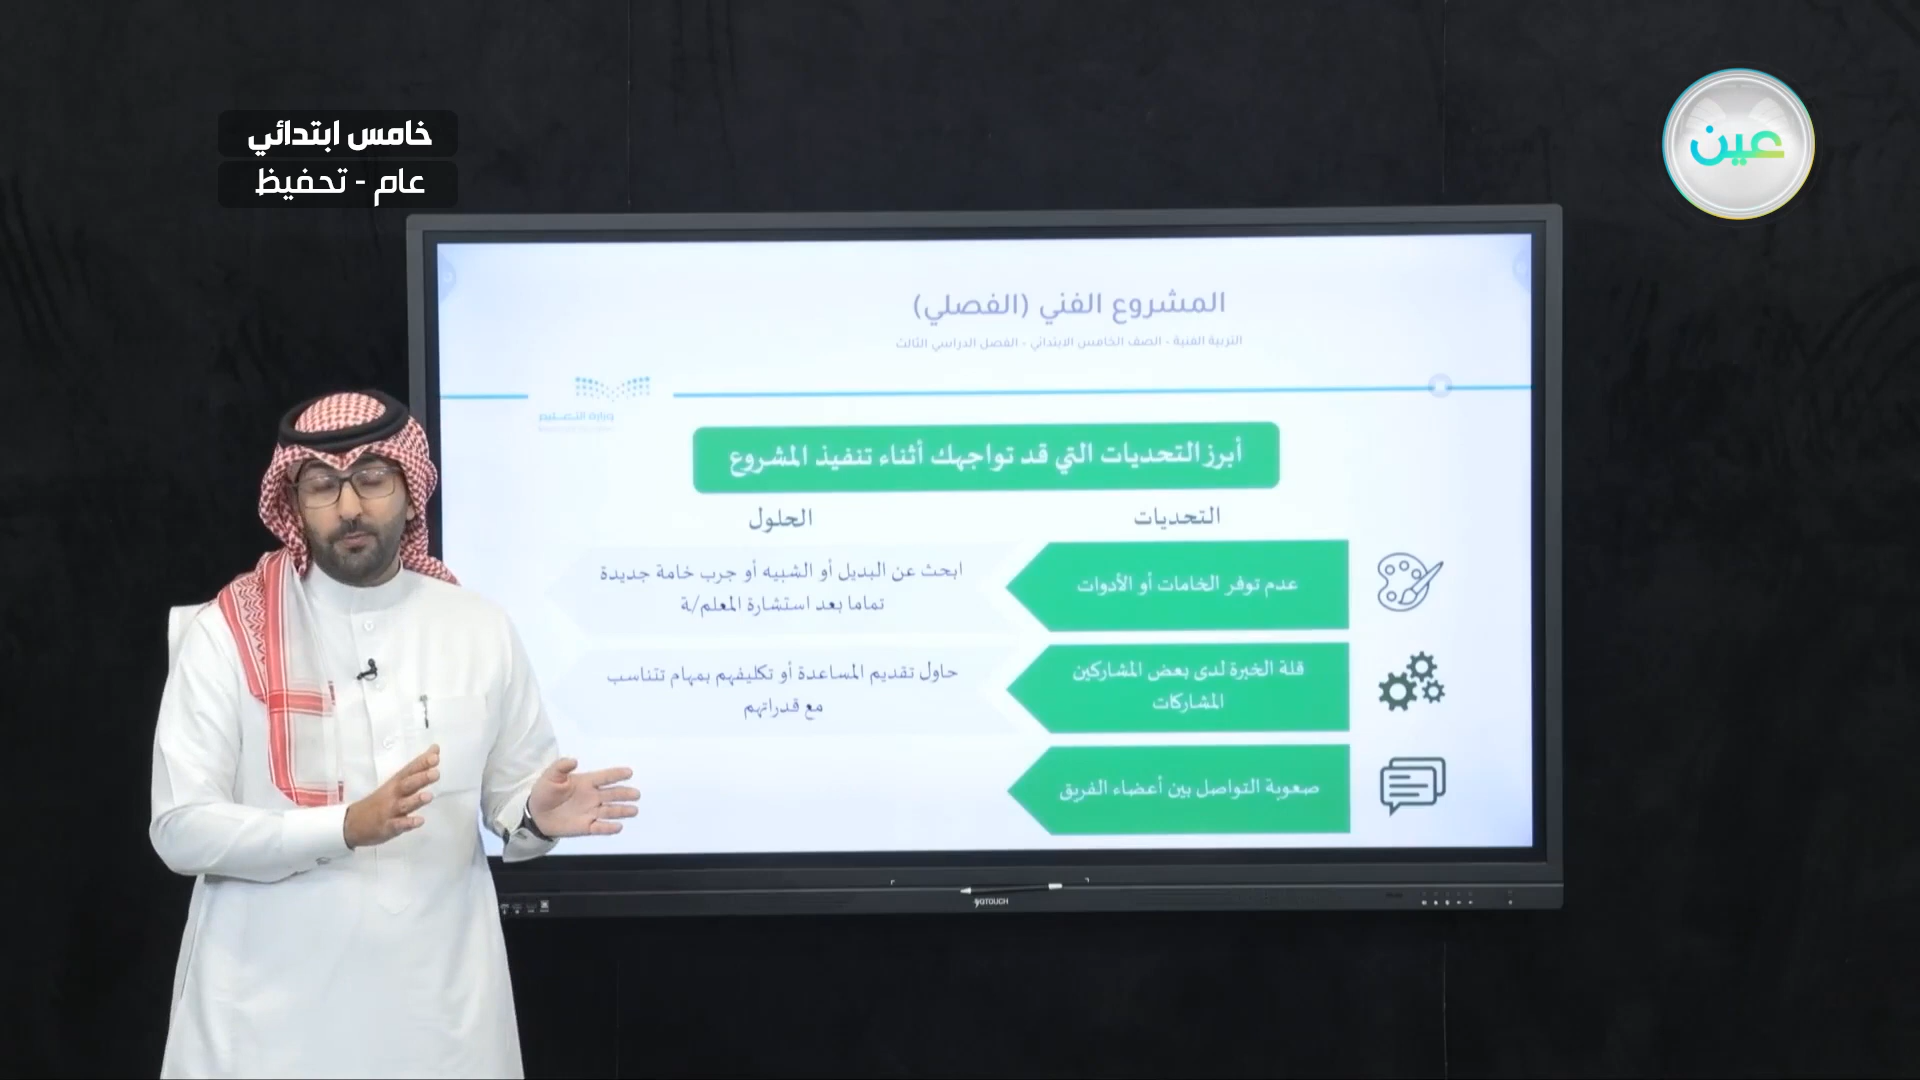 خامس ابتدائي
عام - تحفيظ
عين
المشروع الفني (الفصلي)
التربية الفنية - الصف الخامس الابتدائي - الفصل الدراسي الثالث
وزارة التعليم
أبرز التحديات التي قد تواجهك أثناء تنفيذ المشروع
التحديات
الحلول
عدم توفر الخامات أو الأدوات
ابحث عن البديل أو الشبيه أو جرب خامة جديدة
تماما بعد استشارة المعلم/ة
قلة الخبرة لدى بعض المشاركين
المشاركات
حاول تقديم المساعدة أو تكليفهم بمهام تتناسب
مع قدراتهم
صعوبة التواصل بين أعضاء الفريق